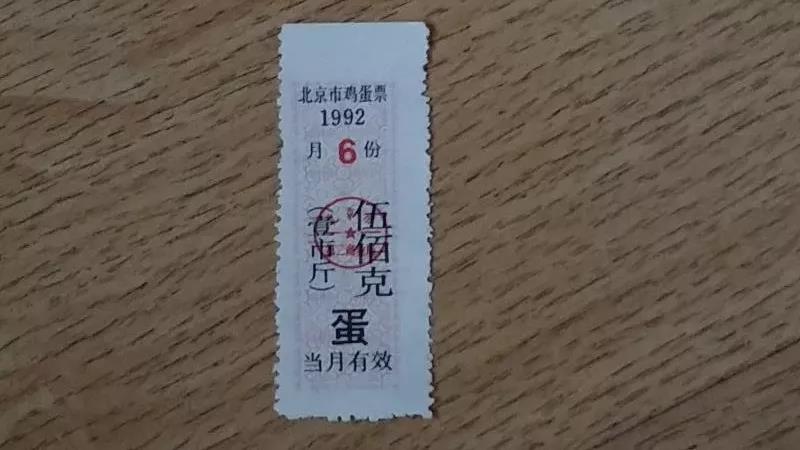 北京市鸡蛋票
1992
月6份
伍佰克
(壹市斤)
蛋
当月有效